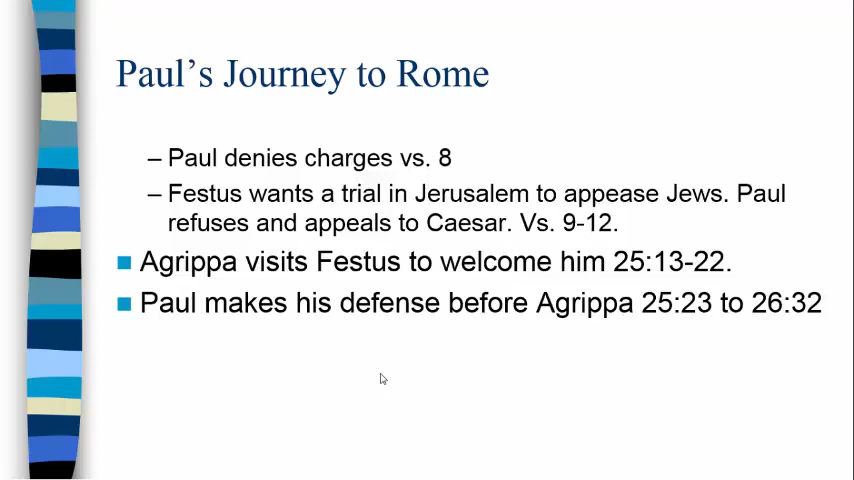 Paul’s Journey to Rome
– Paul denies charges vs. 8
– Festus wants a trial in Jerusalem to appease Jews. Paul
refuses and appeals to Caesar. Vs. 9-12.
■ Agrippa visits Festus to welcome him 25:13-22.
■ Paul makes his defense before Agrippa 25:23 to 26:32